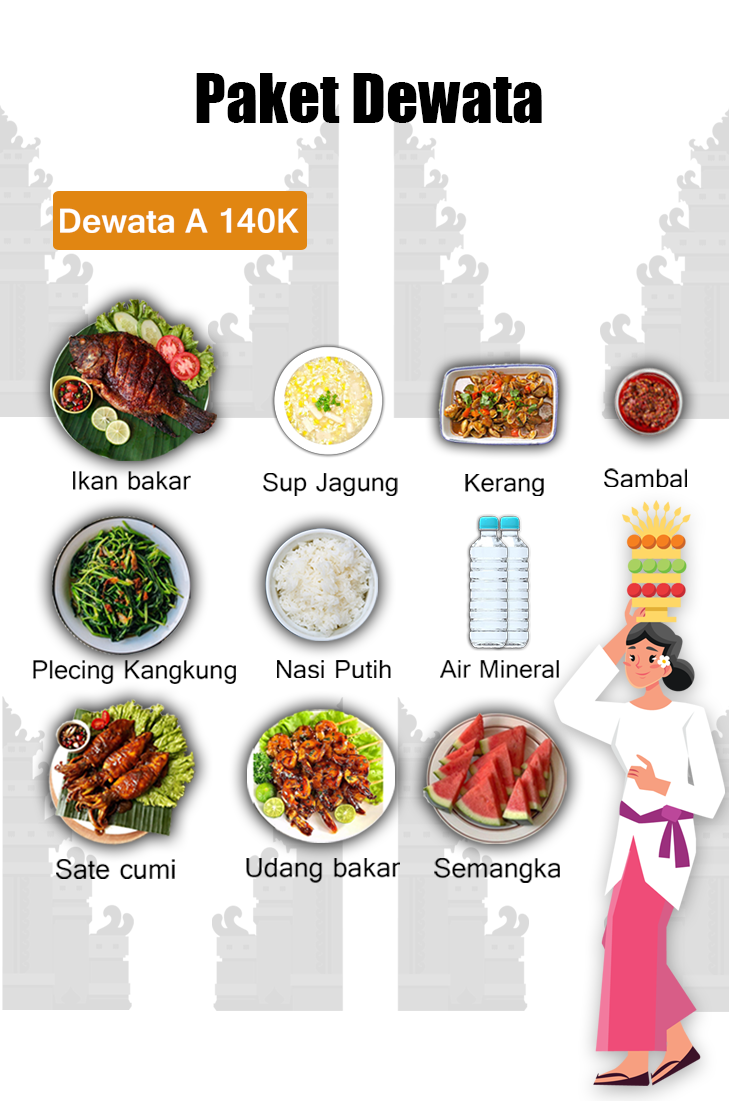 Paket Dewata
Dewata A 140K
Ikan bakar
Sup Jagung
Kerang
Sambal
Plecing Kangkung
Nasi Putih
Air Mineral
Sate cumi
Udang bakar
Semangka